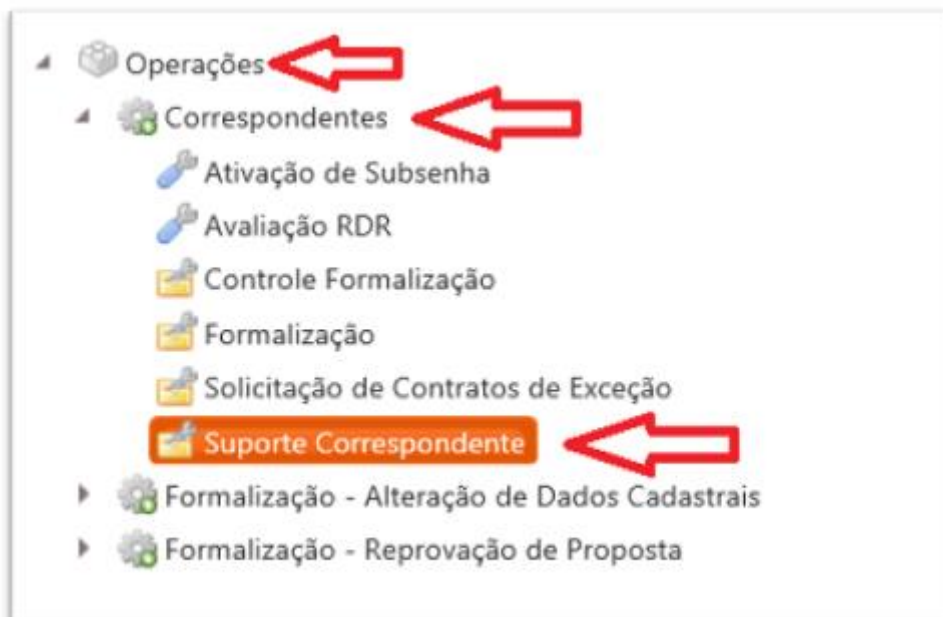 Operações
Correspondentes
Ativação de Subsenha
Avaliação RDR
Controle Formalização
Formalização
Solicitação de Contratos de Exceção
Suporte Correspondente
Formalização - Alteração de Dados Cadastrais
Formalização - Reprovação de Proposta